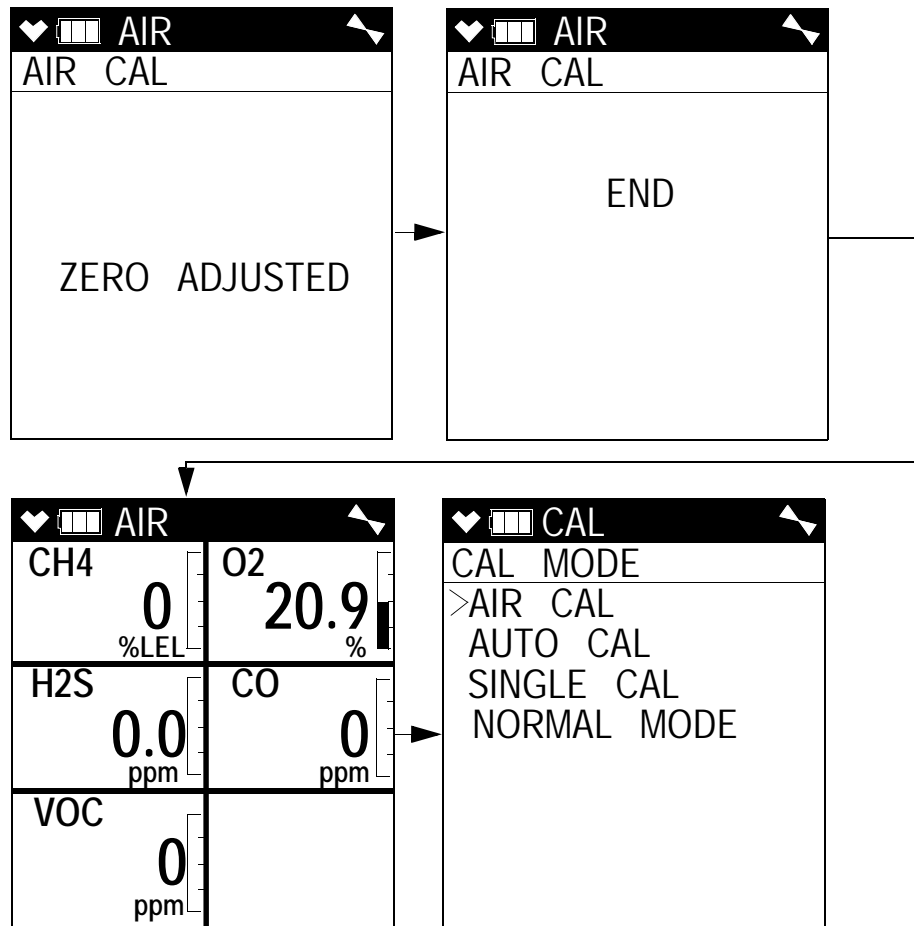 AIR
AIR CAL
ZERO ADJUSTED
AIR
AIR CAL
END
AIR
CH4
0
%LEL
O2
20.9
%
H2S
0.0
ppm
CO
0
ppm
VOC
0
ppm
CAL
CAL MODE
>AIR CAL
AUTO CAL
SINGLE CAL
NORMAL MODE